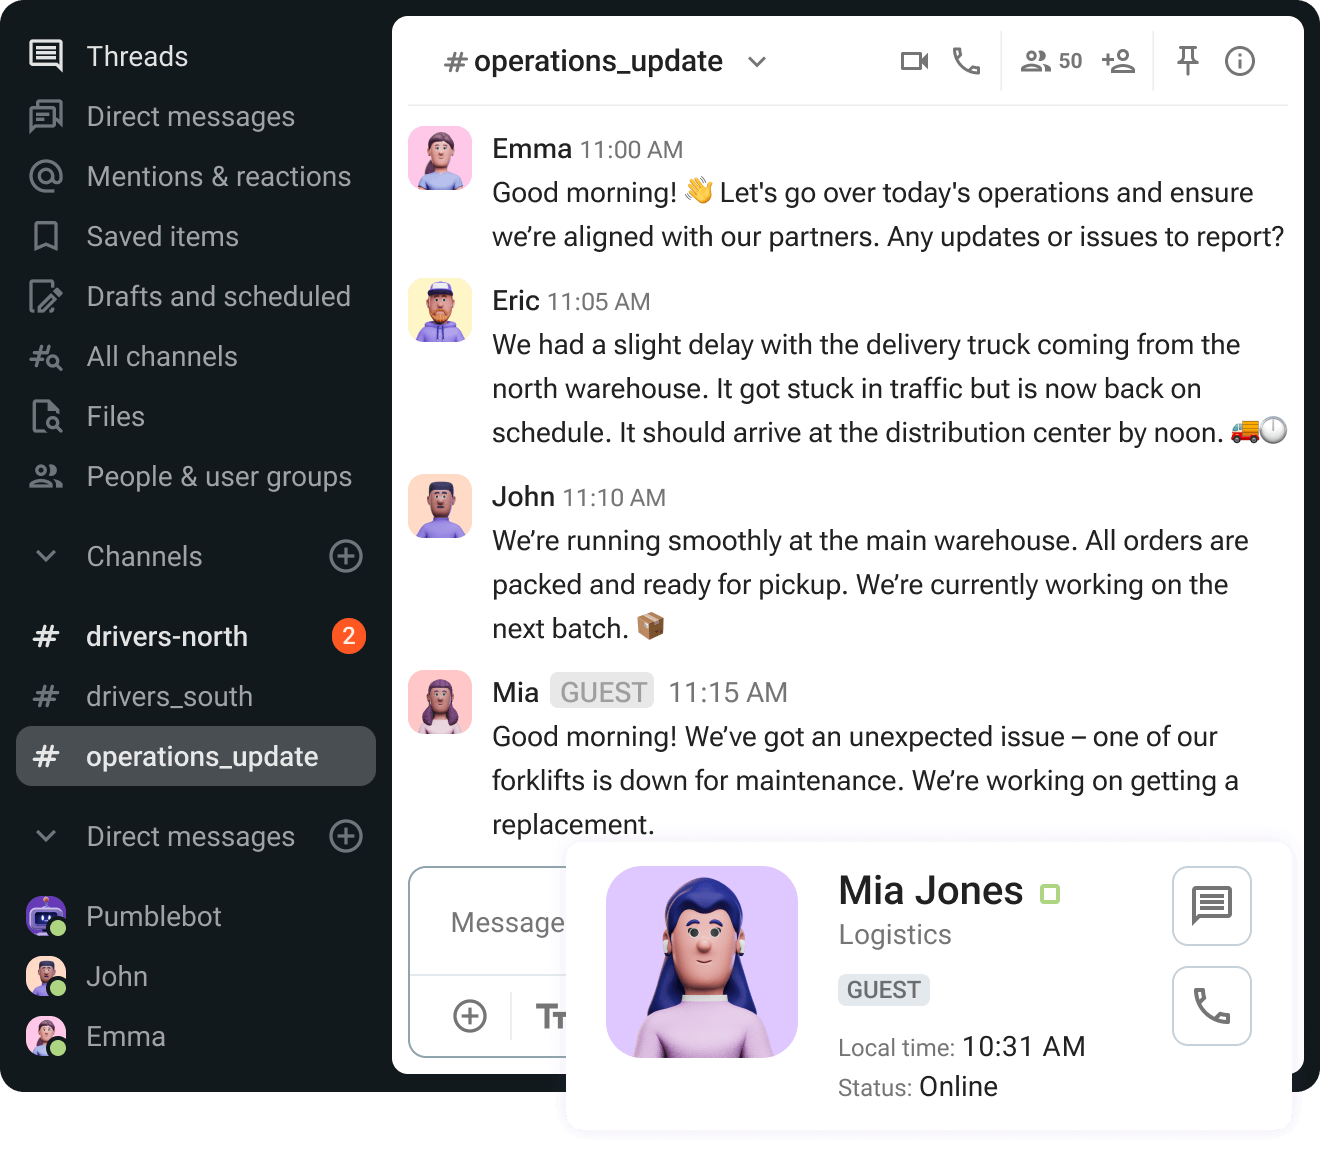 Threads
Direct messages
Mentions & reactions
Saved items
Drafts and scheduled
All channels
Files
People & user groups
Channels
# drivers-north 2
# drivers_south
# operations_update
Direct messages
Pumblebot
John
Emma
# operations_update
50
Emma 11:00 AM
Good morning! 👋 Let's go over today's operations and ensure
we’re aligned with our partners. Any updates or issues to report?
Eric 11:05 AM
We had a slight delay with the delivery truck coming from the
north warehouse. It got stuck in traffic but is now back on
schedule. It should arrive at the distribution center by noon. 🚚🕛
John 11:10 AM
We’re running smoothly at the main warehouse. All orders are
packed and ready for pickup. We’re currently working on the
next batch. 📦
Mia GUEST 11:15 AM
Good morning! We’ve got an unexpected issue – one of our
forklifts is down for maintenance. We’re working on getting a
replacement.
Message
Tт
Mia Jones
Logistics
GUEST
Local time: 10:31 AM
Status: Online